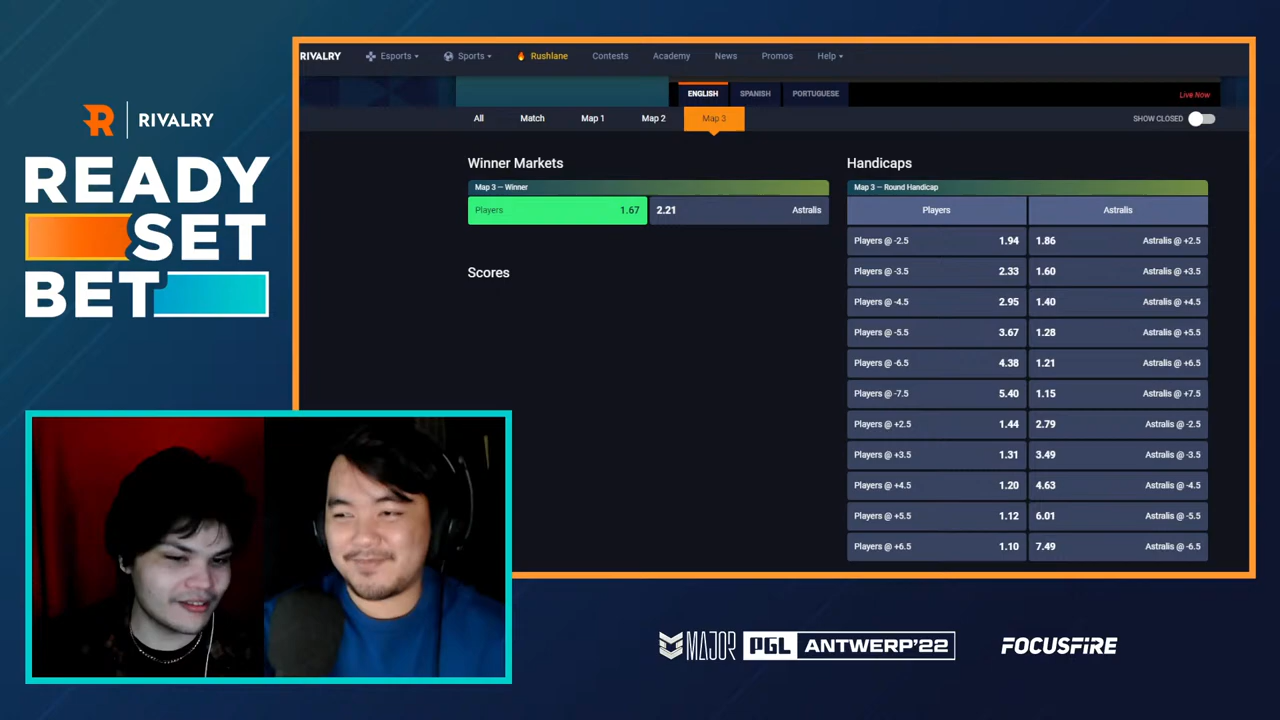 R | RIVALRY
READY
SET
BET
RIVALRY Esports Sports Rushlane Contests Academy News Promos Help
ENGLISH SPANISH PORTUGUESE Live Now
All Match Map 1 Map 2 Map 3 SHOW CLOSED
Winner Markets
Map 3 — Winner
Players 1.67 2.21 Astralis
Scores
Handicaps
Map 3 — Round Handicap
Players Astralis
Players @ -2.5 1.94 1.86 Astralis @ +2.5
Players @ -3.5 2.33 1.60 Astralis @ +3.5
Players @ -4.5 2.95 1.40 Astralis @ +4.5
Players @ -5.5 3.67 1.28 Astralis @ +5.5
Players @ -6.5 4.38 1.21 Astralis @ +6.5
Players @ -7.5 5.40 1.15 Astralis @ +7.5
Players @ +2.5 1.44 2.79 Astralis @ -2.5
Players @ +3.5 1.31 3.49 Astralis @ -3.5
Players @ +4.5 1.20 4.63 Astralis @ -4.5
Players @ +5.5 1.12 6.01 Astralis @ -5.5
Players @ +6.5 1.10 7.49 Astralis @ -6.5
MAJOR PGL ANTWERP'22 FOCUSFIRE